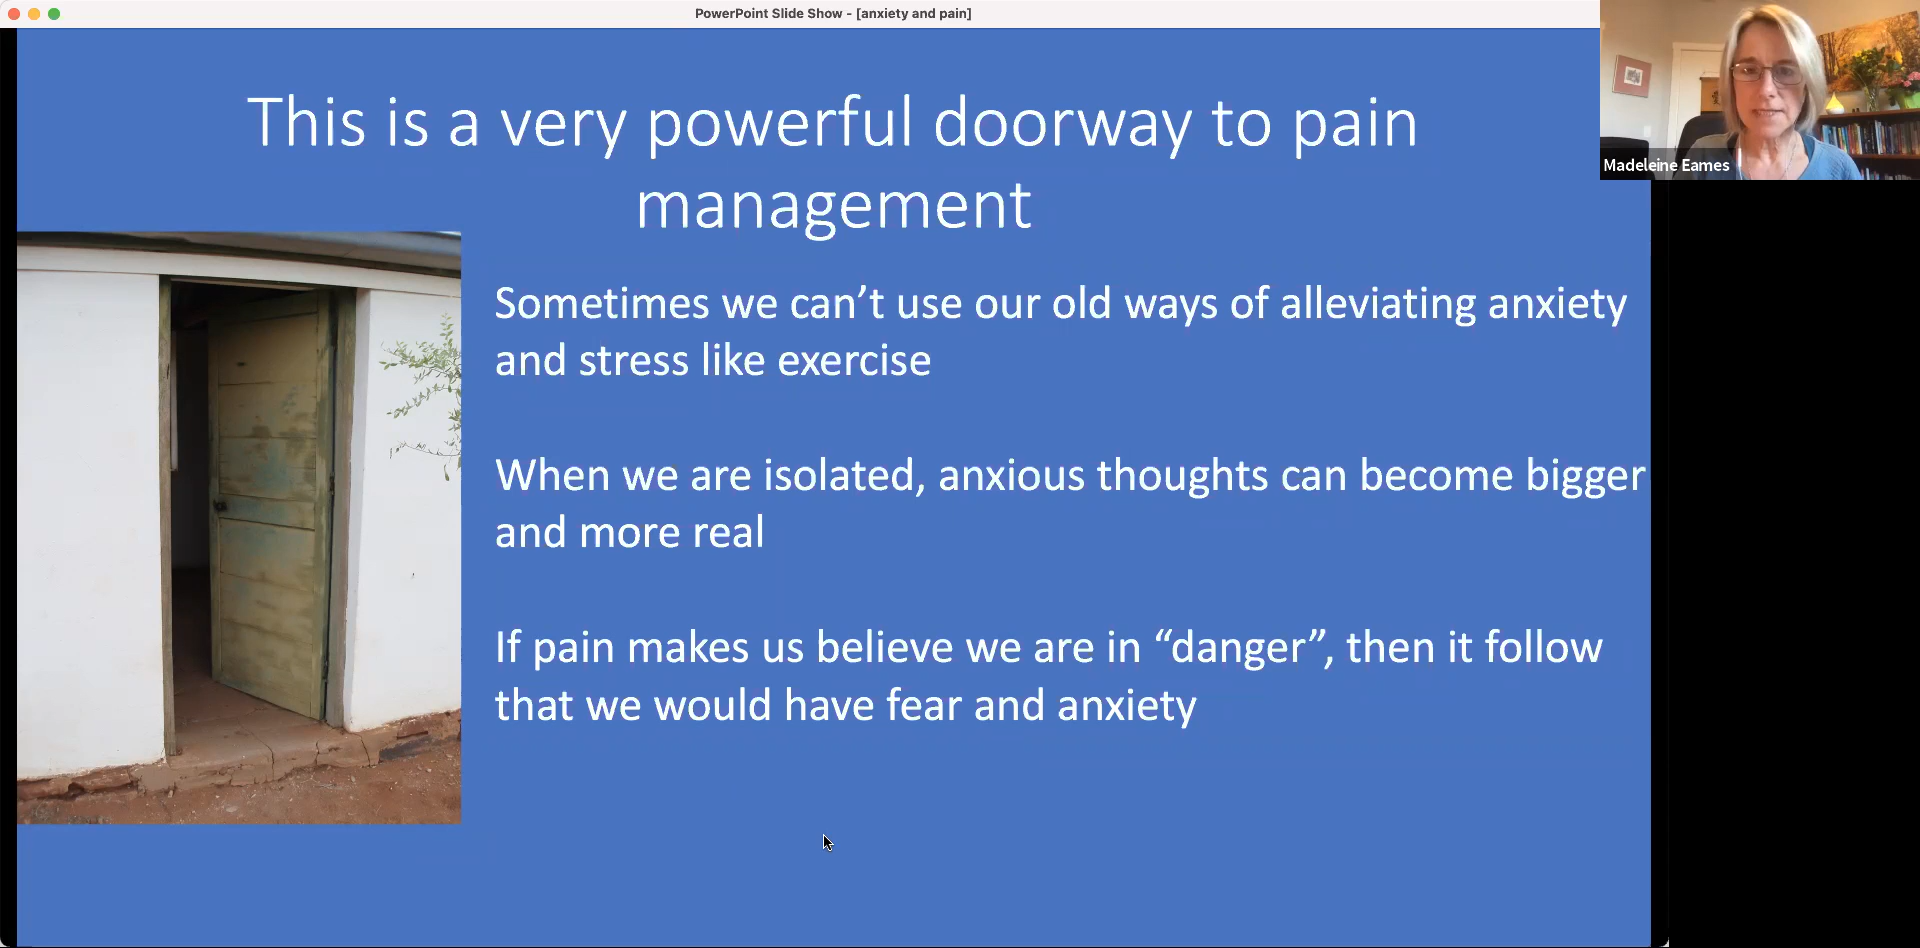 PowerPoint Slide Show - [anxiety and pain]
This is a very powerful doorway to pain
management
Madeleine Eames
Sometimes we can’t use our old ways of alleviating anxiety
and stress like exercise
When we are isolated, anxious thoughts can become bigger
and more real
If pain makes us believe we are in “danger”, then it follow
that we would have fear and anxiety